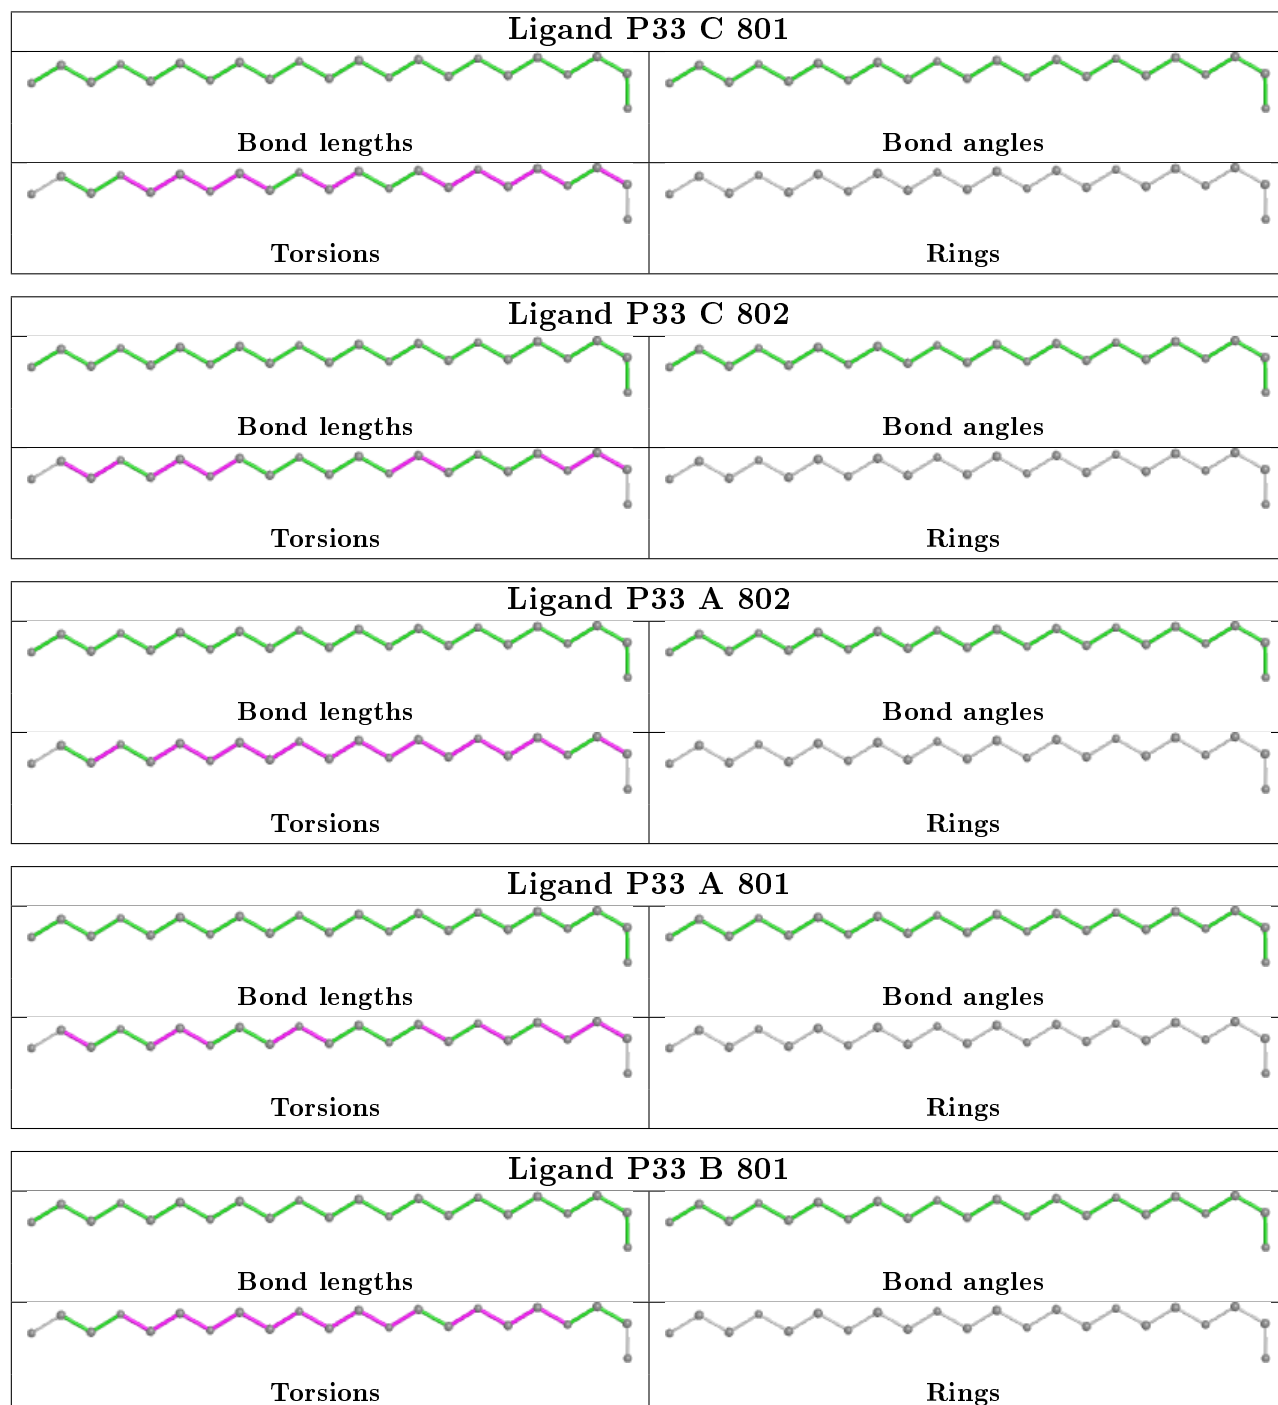 Ligand P33 C 801
Bond lengths
Bond angles
Torsions
Rings
Ligand P33 C 802
Bond lengths
Bond angles
Torsions
Rings
Ligand P33 A 802
Bond lengths
Bond angles
Torsions
Rings
Ligand P33 A 801
Bond lengths
Bond angles
Torsions
Rings
Ligand P33 B 801
Bond lengths
Bond angles
Torsions
Rings